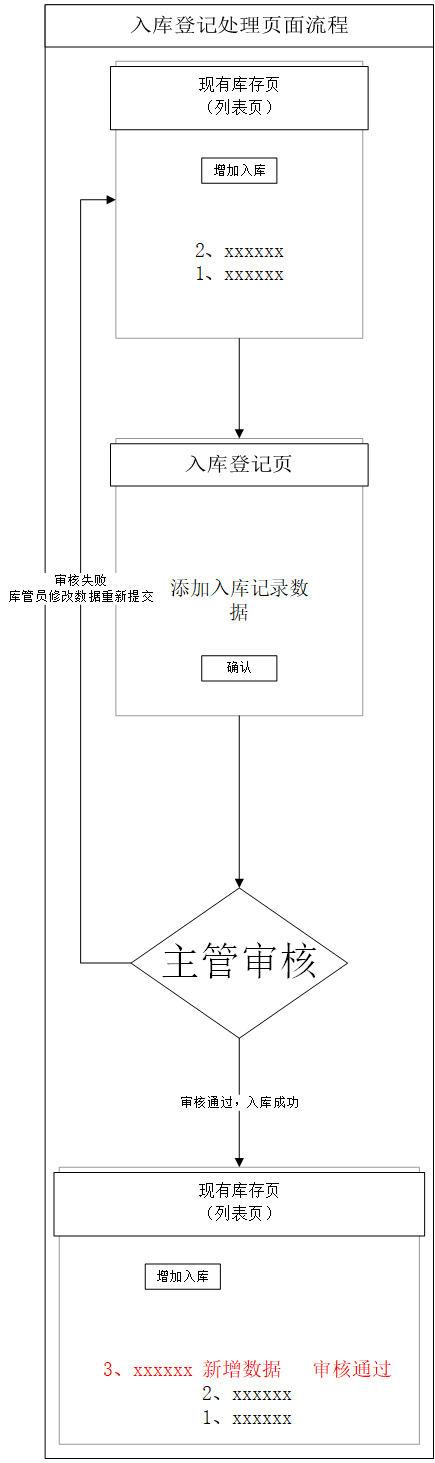 入库登记处理页面流程
现有库存页
（列表页）
增加入库
2、xxxxxx
1、xxxxxx
入库登记页
审核失败
库管员修改数据重新提交
添加入库记录数
据
确认
主管审核
审核通过，入库成功
现有库存页
（列表页）
增加入库
3、xxxxxx 新增数据 审核通过
2、xxxxxx
1、xxxxxx